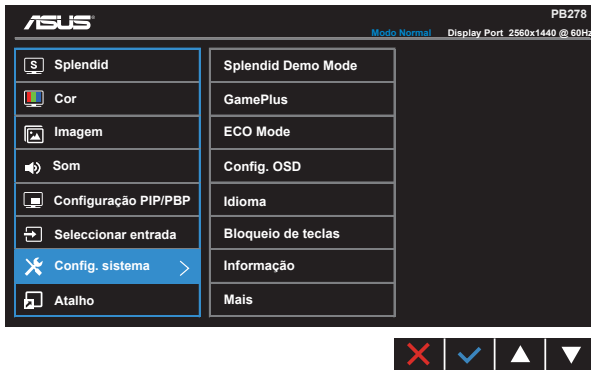 ASUS
PB278
Modo Normal Display Port 2560x1440 @ 60Hz
S Splendid
Cor
Imagem
Som
Configuração PIP/PBP
Seleccionar entrada
Config. sistema
Atalho
Splendid Demo Mode
GamePlus
ECO Mode
Config. OSD
Idioma
Bloqueio de teclas
Informação
Mais